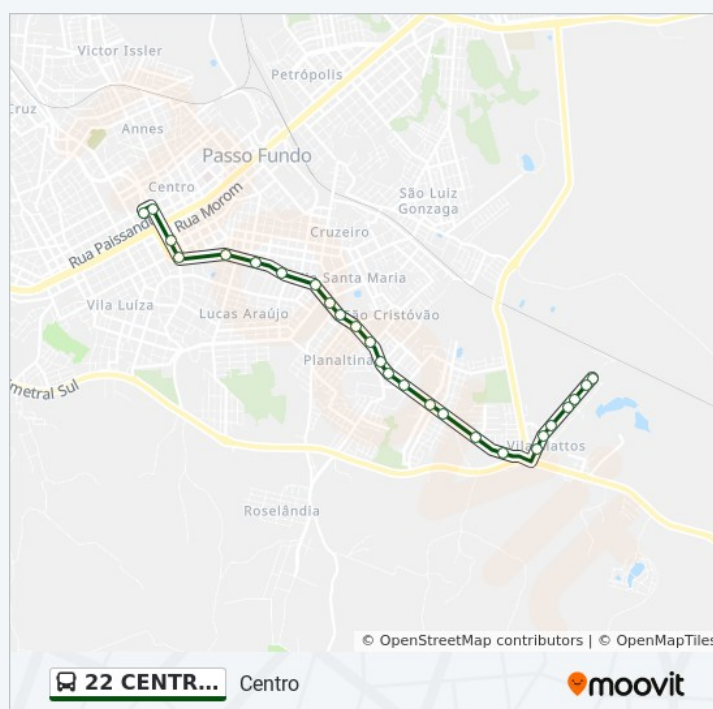 Victor Issler
Petrópolis
Cruz
Annes
Passo Fundo
Centro
São Luiz
Gonzaga
Rua Morom
Rua Paissandu
Cruzeiro
Santa Maria
Vila Luíza
Lucas Araújo
São Cristóvão
Planaltina
metral Sul
Vila Mattos
Roselândia
© OpenStreetMap contributors | © OpenMapTiles
22 CENTR... Centro moovit